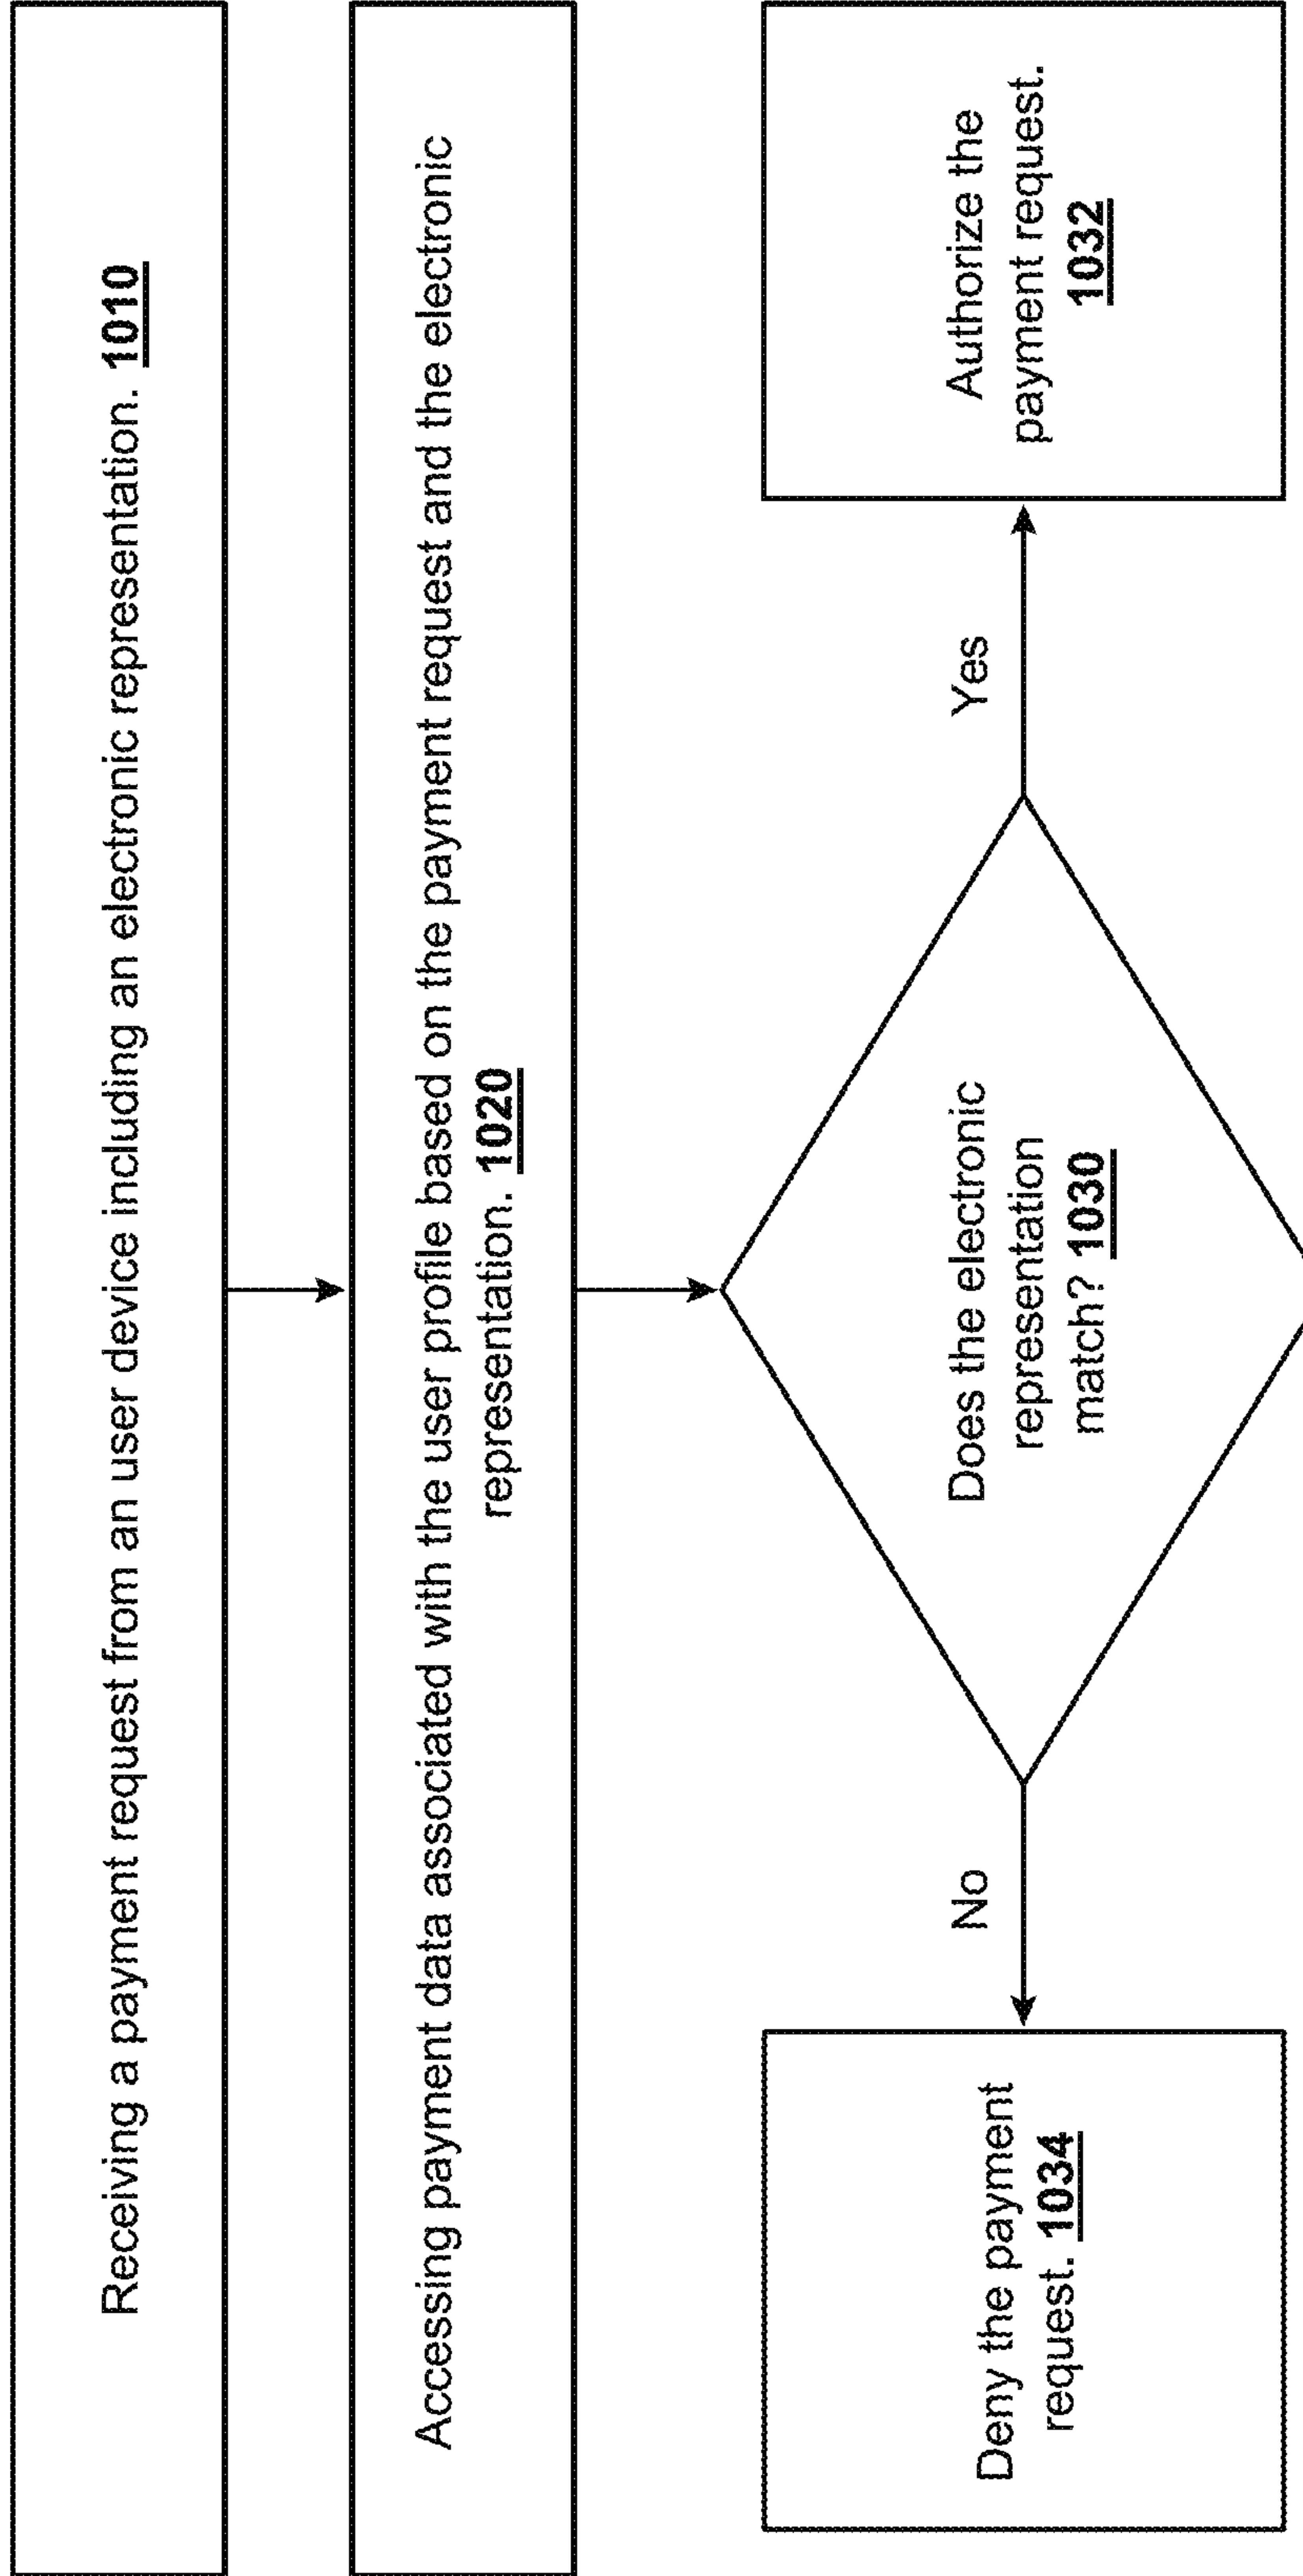 Receiving a payment request from an user device including an electronic representation. 1010
Accessing payment data associated with the user profile based on the payment request and the electronic
representation. 1020
Does the electronic
representation
match? 1030
No
Yes
Deny the payment
request. 1034
Authorize the
payment request.
1032